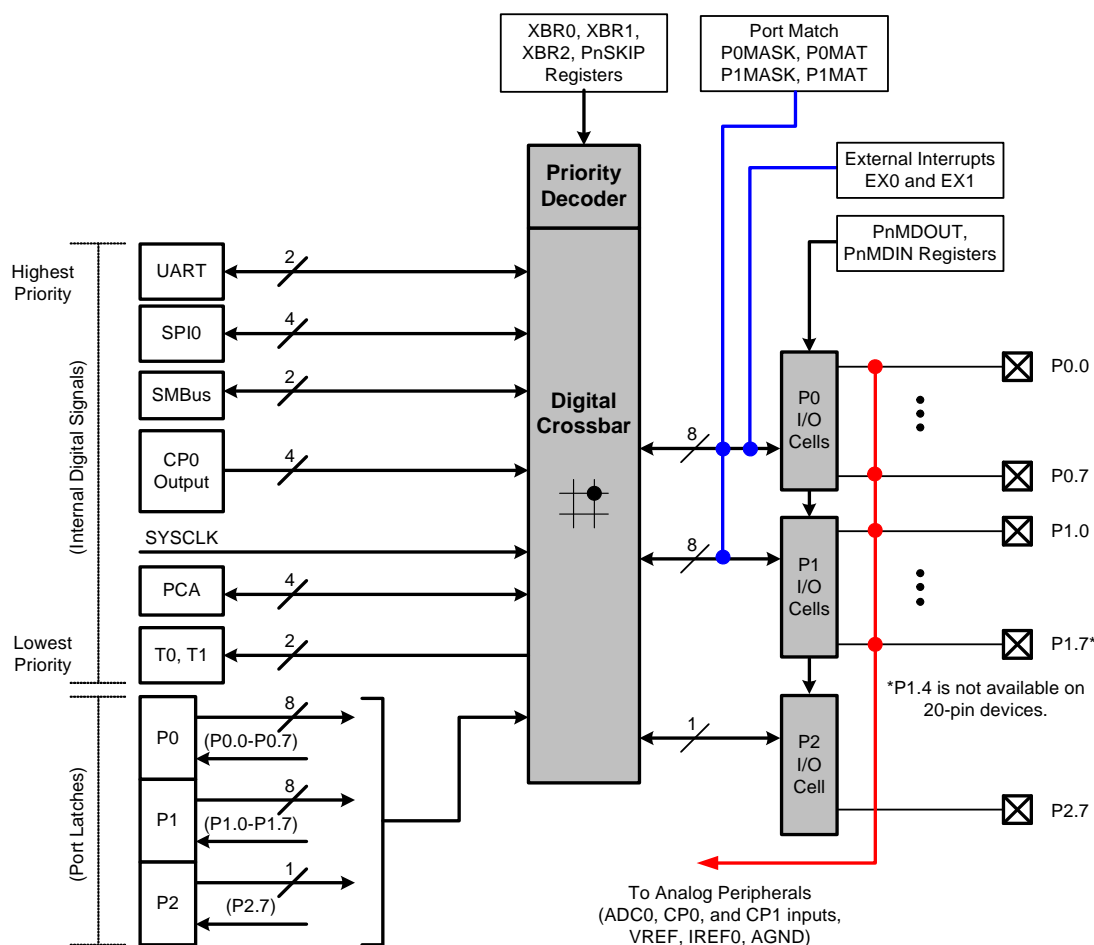 XBR0, XBR1,
XBR2, PnSKIP
Registers
Port Match
P0MASK, P0MAT
P1MASK, P1MAT
External Interrupts
EX0 and EX1
PnMDOUT,
PnMDIN Registers
Priority
Decoder
Digital
Crossbar
Highest
Priority
(Internal Digital Signals)
Lowest
Priority
UART
2
SPI0
4
SMBus
2
CP0
Output
4
SYSCLK
PCA
4
T0, T1
2
(Port Latches)
P0
8
(P0.0-P0.7)
P1
8
(P1.0-P1.7)
P2
1
(P2.7)
8
8
1
P0
I/O
Cells
P1
I/O
Cells
P2
I/O
Cell
P0.0
P0.7
P1.0
P1.7*
*P1.4 is not available on
20-pin devices.
P2.7
To Analog Peripherals
(ADC0, CP0, and CP1 inputs,
VREF, IREF0, AGND)